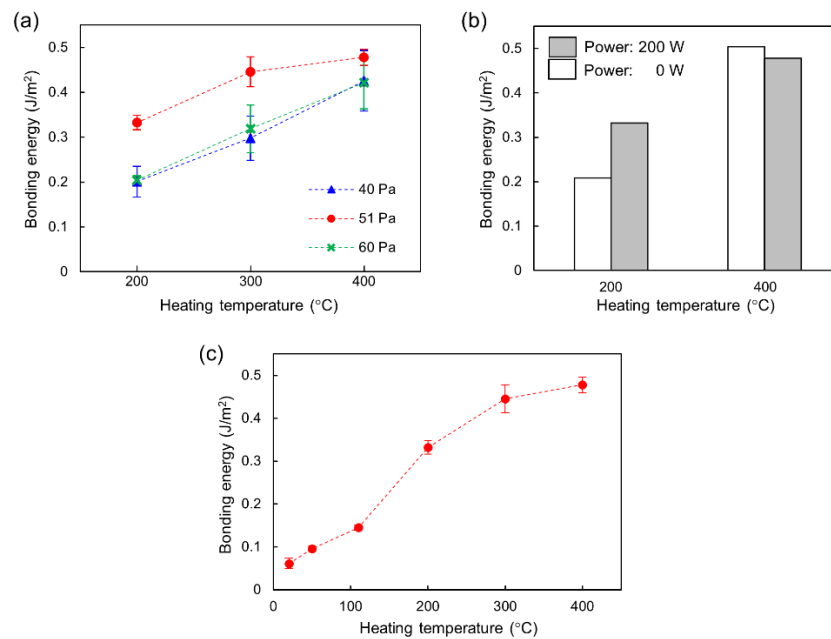 (a)
0.5
0.4
0.3
0.2
0.1
0
Bonding energy (J/m²)
40 Pa
51 Pa
60 Pa
200
300
400
Heating temperature (°C)
(b)
0.5
0.4
0.3
0.2
0.1
0
Bonding energy (J/m²)
Power: 200 W
Power: 0 W
200
400
Heating temperature (°C)
(c)
0.5
0.4
0.3
0.2
0.1
0
Bonding energy (J/m²)
0
100
200
300
400
Heating temperature (°C)